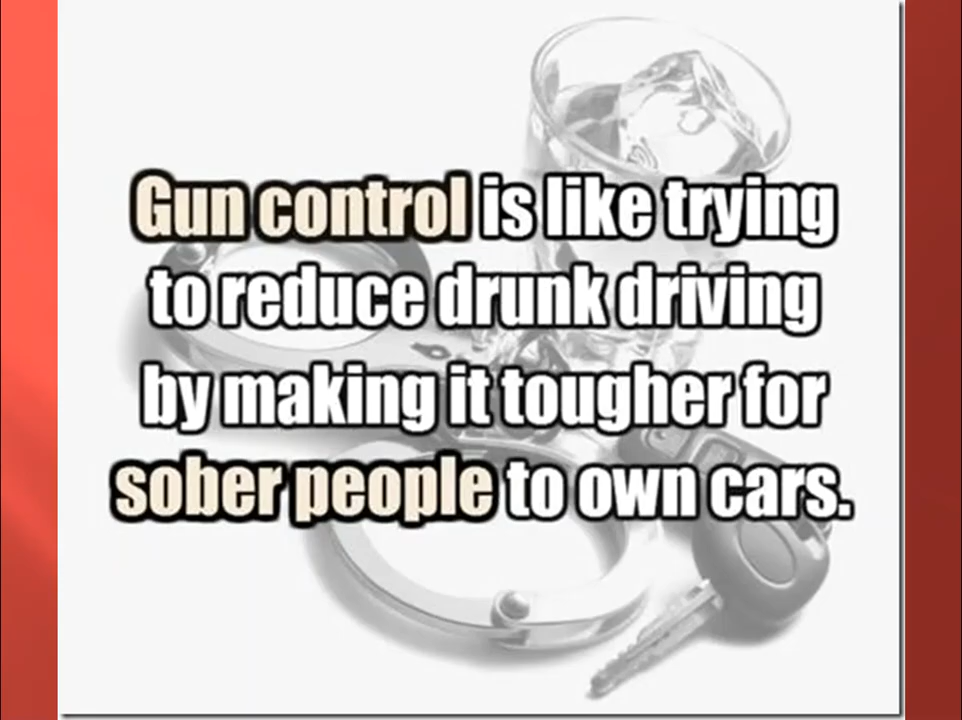 Gun control is like trying
to reduce drunk driving
by making it tougher for
sober people to own cars.